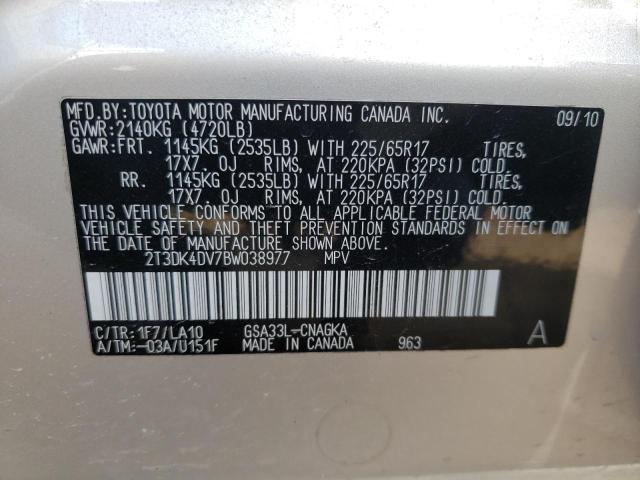 MFD.BY:TOYOTA MOTOR MANUFACTURING CANADA INC. 09/10
GVWR:2140KG (4720LB)
GAWR:FRT. 1145KG (2535LB) WITH 225/65R17 TIRES,
17X7.0J RIMS, AT 220KPA (32PSI) COLD.
RR. 1145KG (2535LB) WITH 225/65R17 TIRES,
17X7.0J RIMS, AT 220KPA (32PSI) COLD.
THIS VEHICLE CONFORMS TO ALL APPLICABLE FEDERAL MOTOR
VEHICLE SAFETY AND THEFT PREVENTION STANDARDS IN EFFECT
ON THE DATE OF MANUFACTURE SHOWN ABOVE.
2T3DK4DV7BW038977 MPV
C/TR:1F7/LA10 GSA33L-CNAGKA A
A/TM:-03A/U151F MADE IN CANADA 963